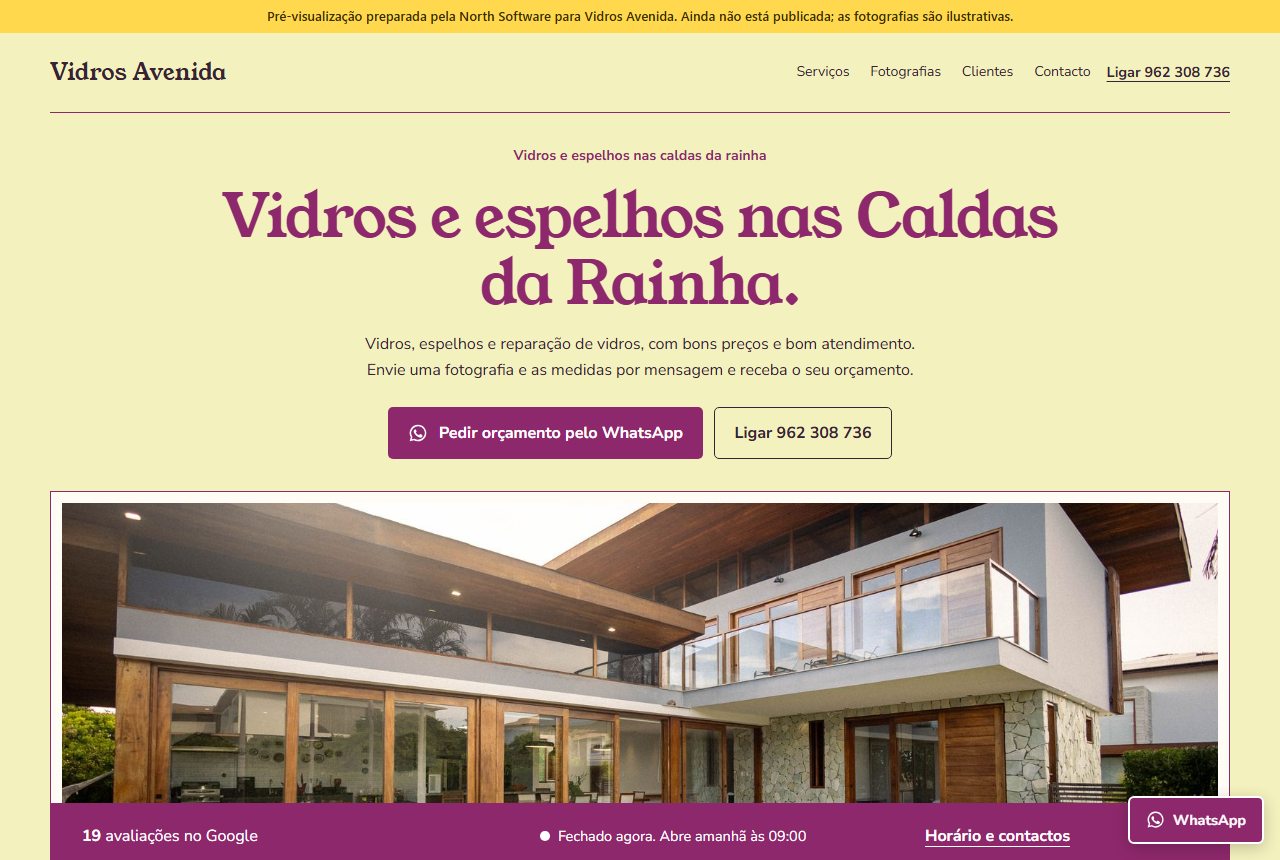 Pré-visualização preparada pela North Software para Vidros Avenida. Ainda não está publicada; as fotografias são ilustrativas.
Vidros Avenida
Serviços
Fotografias
Clientes
Contacto
Ligar 962 308 736
Vidros e espelhos nas caldas da rainha
Vidros e espelhos nas Caldas
da Rainha.
Vidros, espelhos e reparação de vidros, com bons preços e bom atendimento.
Envie uma fotografia e as medidas por mensagem e receba o seu orçamento.
Pedir orçamento pelo WhatsApp
Ligar 962 308 736
19 avaliações no Google
Fechado agora. Abre amanhã às 09:00
Horário e contactos
WhatsApp